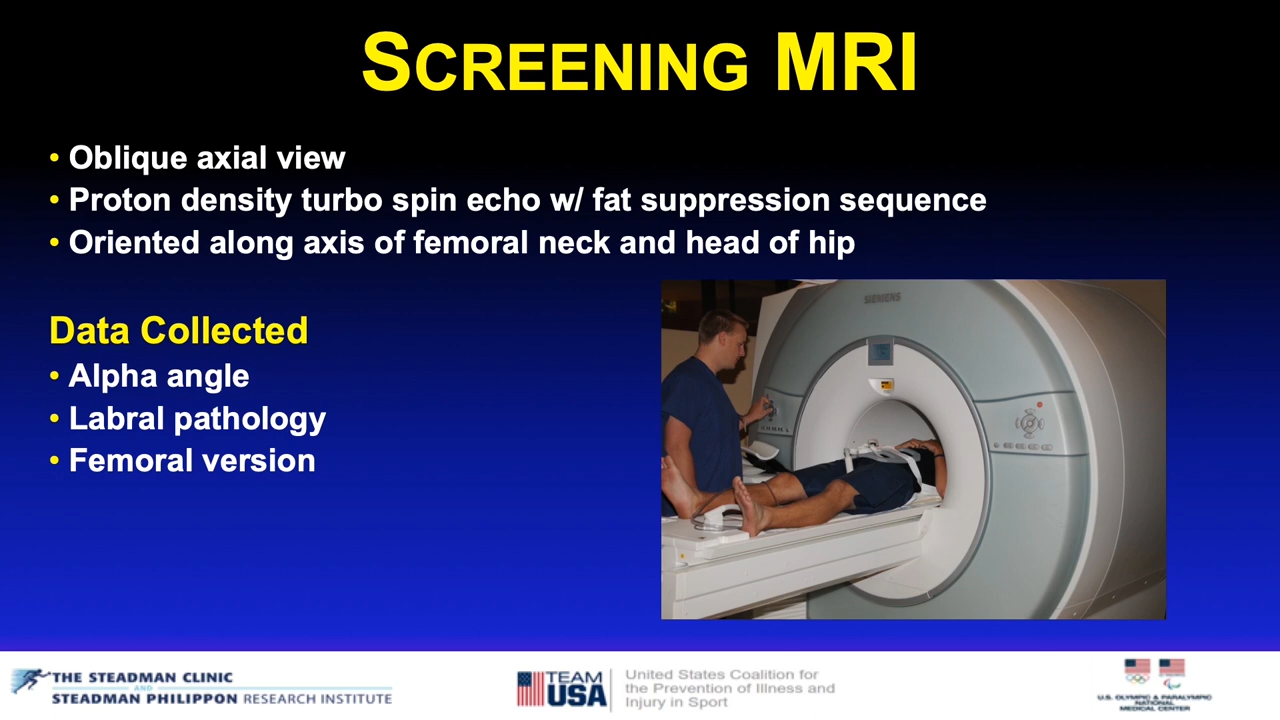 SCREENING MRI
• Oblique axial view
• Proton density turbo spin echo w/ fat suppression sequence
• Oriented along axis of femoral neck and head of hip
Data Collected
• Alpha angle
• Labral pathology
• Femoral version
SIEMENS
THE STEADMAN CLINIC
AND
STEADMAN PHILIPPON RESEARCH INSTITUTE
TEAM
USA
United States Coalition for
the Prevention of Illness and
Injury in Sport
U.S. OLYMPIC & PARALYMPIC
NATIONAL
MEDICAL CENTER